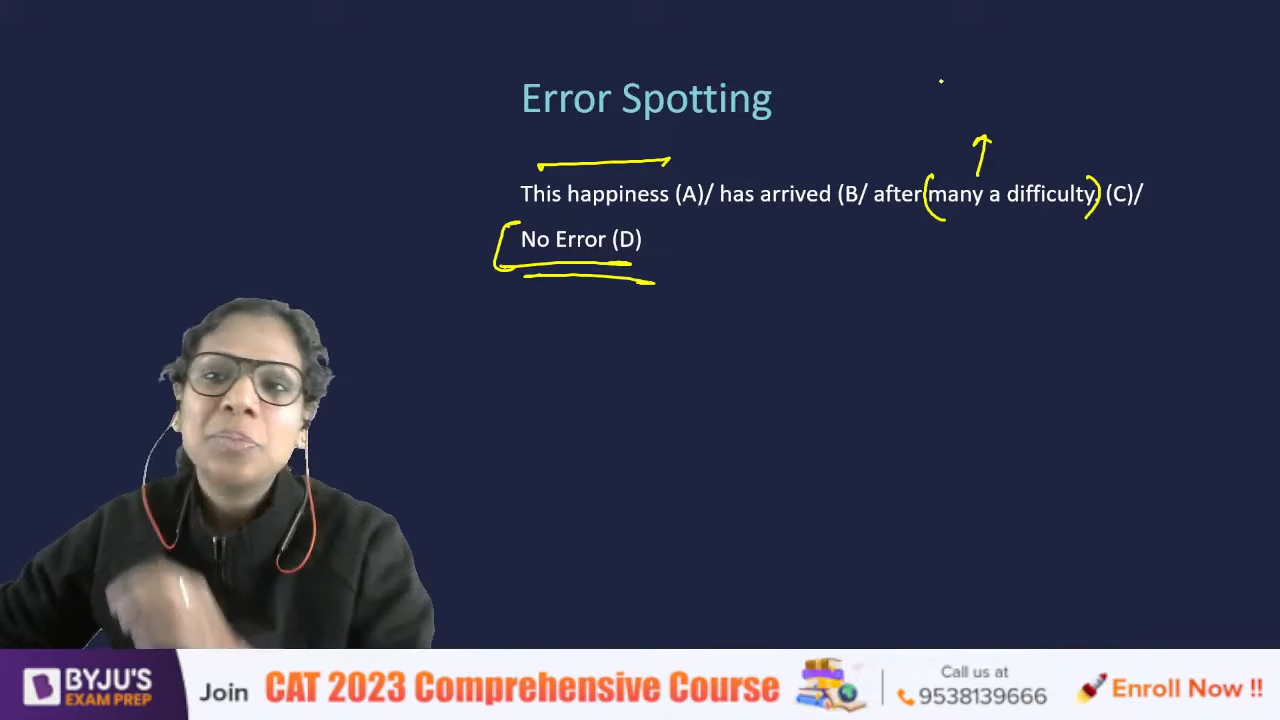 Error Spotting
This happiness (A)/ has arrived (B/ after many a difficulty. (C)/
No Error (D)
BYJU'S
EXAM PREP
Join CAT 2023 Comprehensive Course
Call us at
9538139666
Enroll Now !!